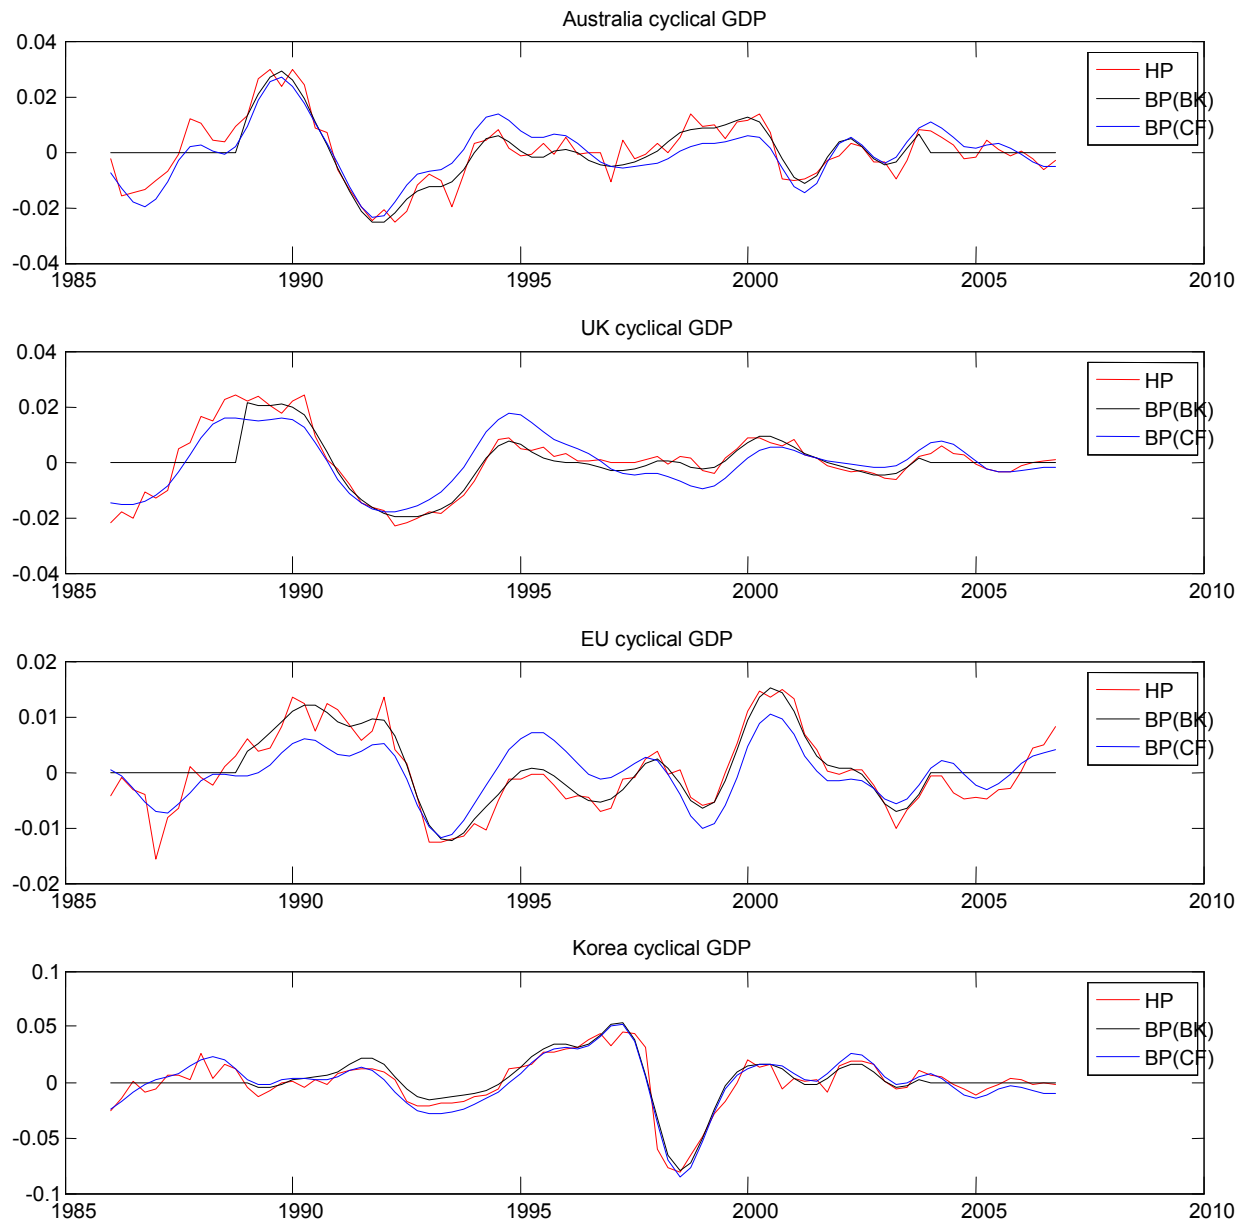 Australia cyclical GDP
0.04
0.02
0
-0.02
-0.04
HP
BP(BK)
BP(CF)
1985 1990 1995 2000 2005 2010
UK cyclical GDP
0.04
0.02
0
-0.02
-0.04
HP
BP(BK)
BP(CF)
1985 1990 1995 2000 2005 2010
EU cyclical GDP
0.02
0.01
0
-0.01
-0.02
HP
BP(BK)
BP(CF)
1985 1990 1995 2000 2005 2010
Korea cyclical GDP
0.1
0.05
0
-0.05
-0.1
HP
BP(BK)
BP(CF)
1985 1990 1995 2000 2005 2010